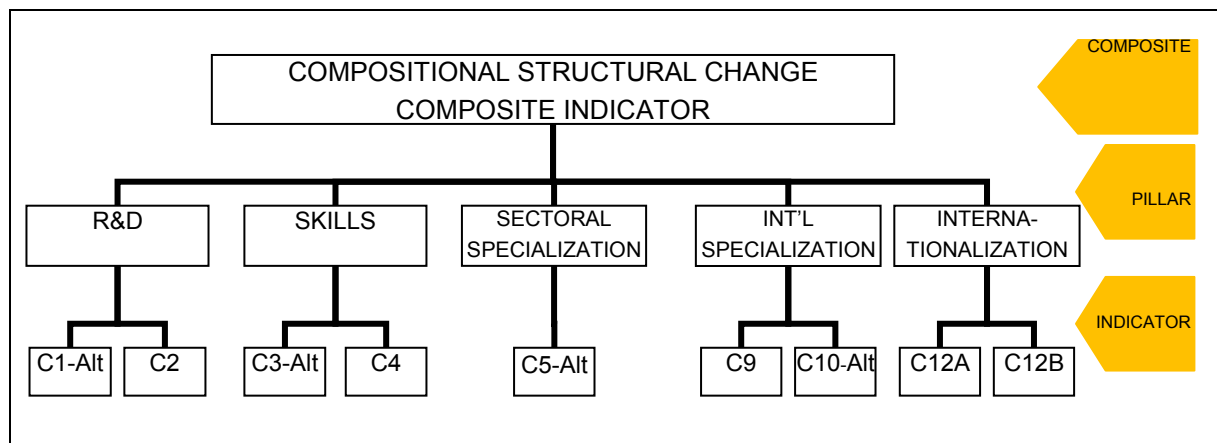 COMPOSITE
COMPOSITIONAL STRUCTURAL CHANGE
COMPOSITE INDICATOR
PILLAR
R&D
SKILLS
SECTORAL
SPECIALIZATION
INT'L
SPECIALIZATION
INTERNA-
TIONALIZATION
INDICATOR
C1-Alt
C2
C3-Alt
C4
C5-Alt
C9
C10-Alt
C12A
C12B